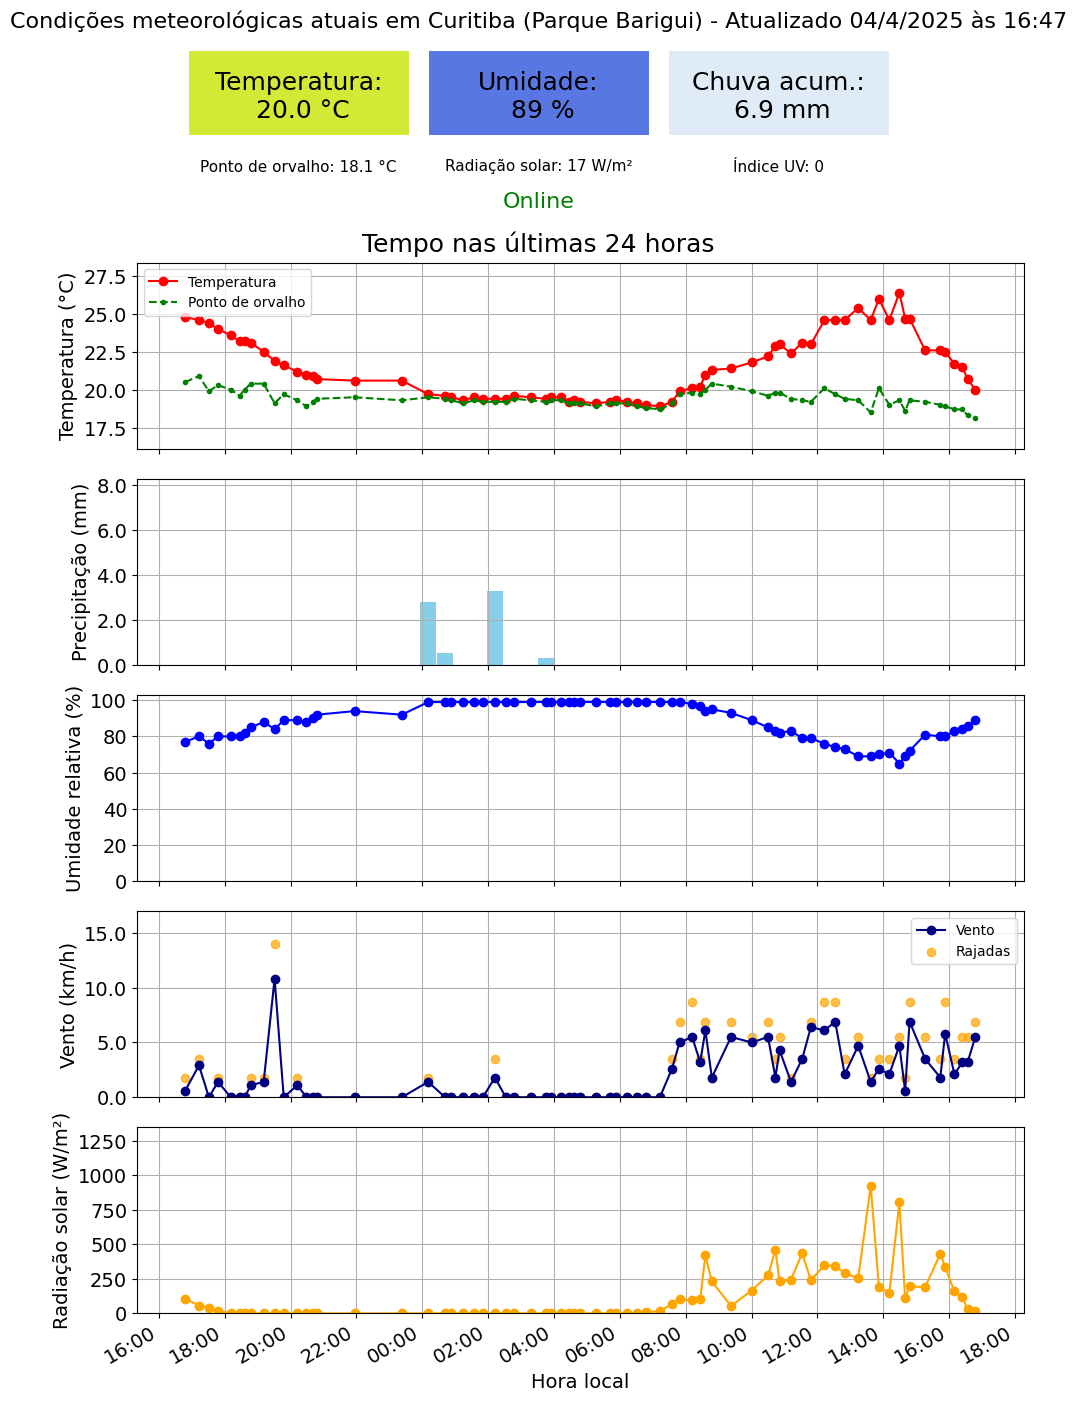 Condições meteorológicas atuais em Curitiba (Parque Barigui) - Atualizado 04/4/2025 às 16:47
Temperatura:
20.0 °C
Umidade:
89 %
Chuva acum.:
6.9 mm
Ponto de orvalho: 18.1 °C
Radiação solar: 17 W/m²
Índice UV: 0
Online
Tempo nas últimas 24 horas
Temperatura (°C)
27.5
25.0
22.5
20.0
17.5
Temperatura
Ponto de orvalho
Precipitação (mm)
8.0
6.0
4.0
2.0
0.0
Umidade relativa (%)
100
80
60
40
20
0
Vento (km/h)
15.0
10.0
5.0
0.0
Vento
Rajadas
Radiação solar (W/m²)
1250
1000
750
500
250
0
16:00
18:00
20:00
22:00
00:00
02:00
04:00
06:00
08:00
10:00
12:00
14:00
16:00
18:00
Hora local